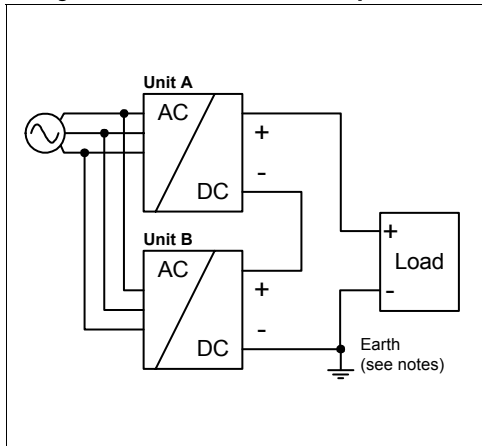 Unit A
AC
+
-
DC
Unit B
AC
+
-
DC
+
Load
-
Earth
(see notes)